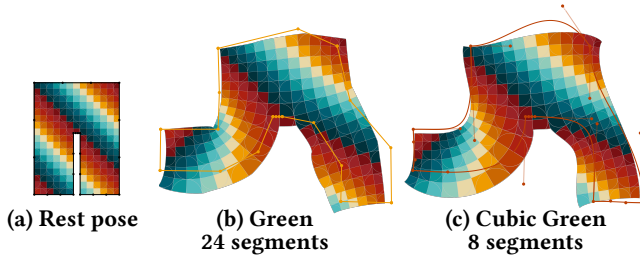 (a) Rest pose
(b) Green
24 segments
(c) Cubic Green
8 segments